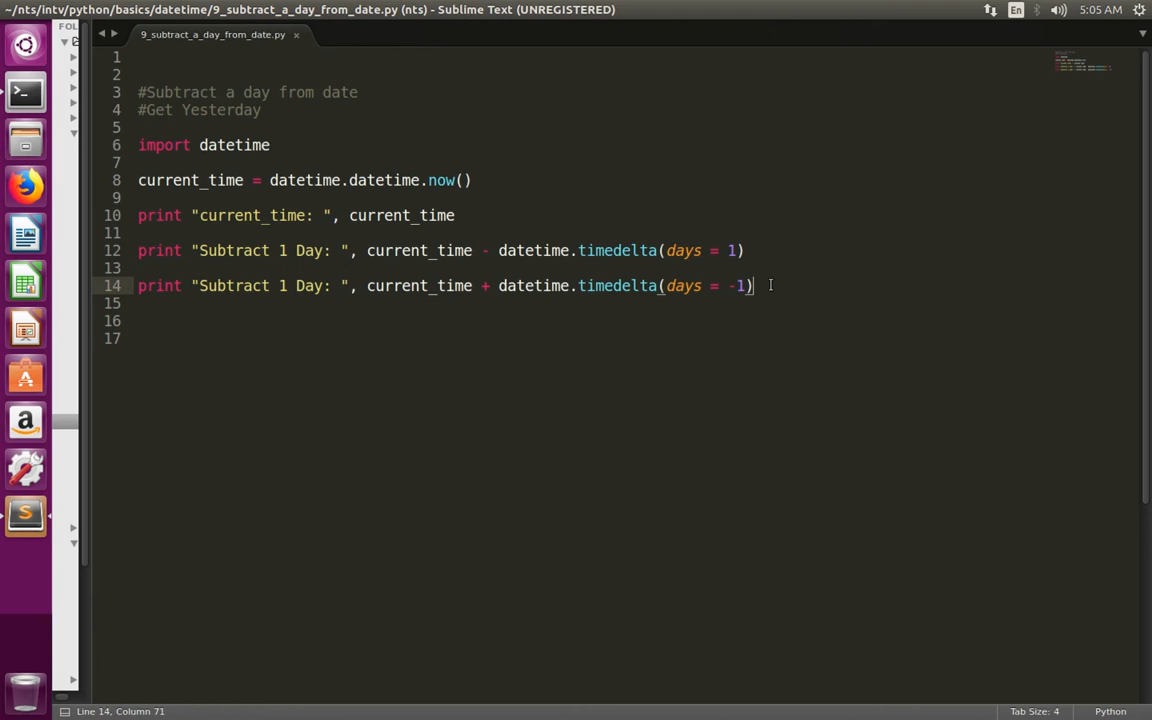 ~/nts/intv/python/basics/datetime/9_subtract_a_day_from_date.py (nts) - Sublime Text (UNREGISTERED)
En
5:05 AM
FOL
9_subtract_a_day_from_date.py ×
1
2
3 #Subtract a day from date
4 #Get Yesterday
5
6 import datetime
7
8 current_time = datetime.datetime.now()
9
10 print "current_time: ", current_time
11
12 print "Subtract 1 Day: ", current_time - datetime.timedelta(days = 1)
13
14 print "Subtract 1 Day: ", current_time + datetime.timedelta(days = -1)
15
16
17
Line 14, Column 71
Tab Size: 4
Python